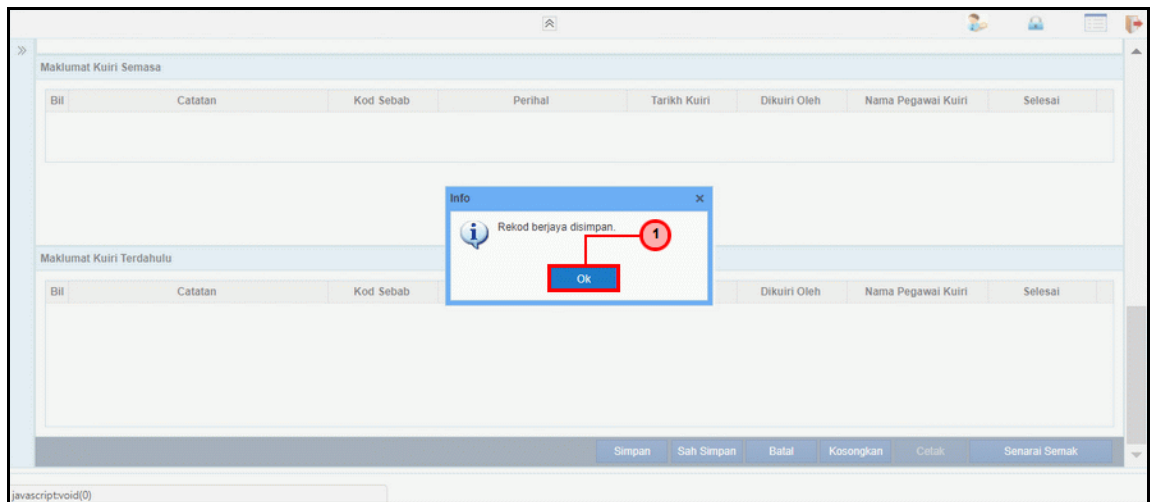 Maklumat Kuiri Semasa
Bil Catatan Kod Sebab Perihal Tarikh Kuiri Dikuiri Oleh Nama Pegawai Kuiri Selesai
Info
Rekod berjaya disimpan.
1
Ok
Maklumat Kuiri Terdahulu
Bil Catatan Kod Sebab Dikuiri Oleh Nama Pegawai Kuiri Selesai
Simpan Sah Simpan Batal Kosongkan Cetak Senarai Semak
javascript:void(0)